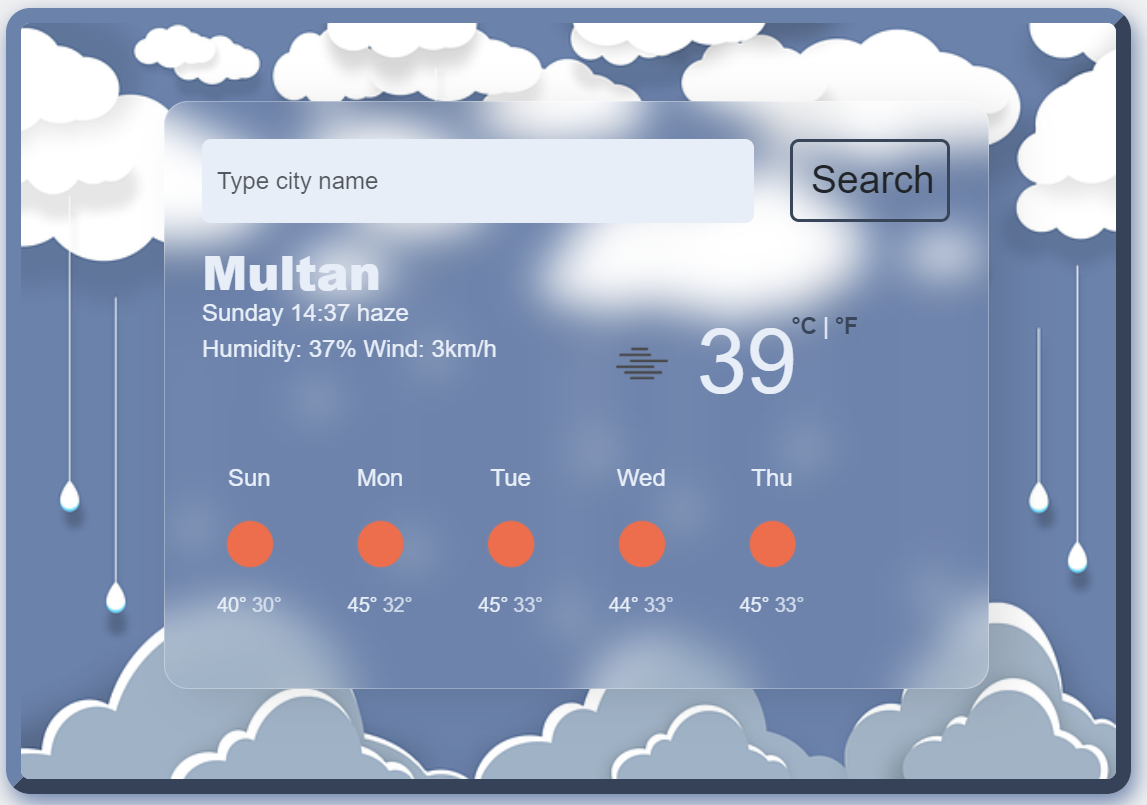 Type city name
Search
Multan
Sunday 14:37 haze
Humidity: 37% Wind: 3km/h
39 °C | °F
Sun Mon Tue Wed Thu
40° 30° 45° 32° 45° 33° 44° 33° 45° 33°